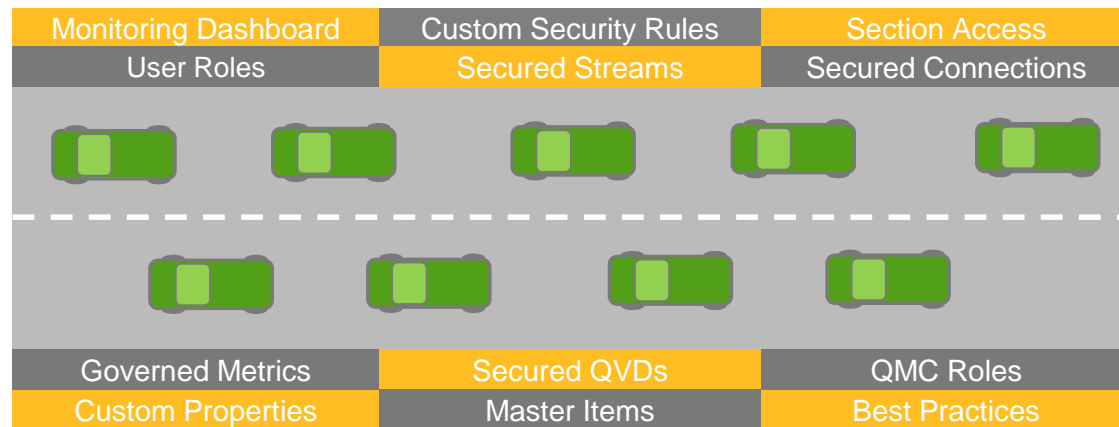 Monitoring Dashboard
Custom Security Rules
Section Access
User Roles
Secured Streams
Secured Connections
Governed Metrics
Secured QVDs
QMC Roles
Custom Properties
Master Items
Best Practices